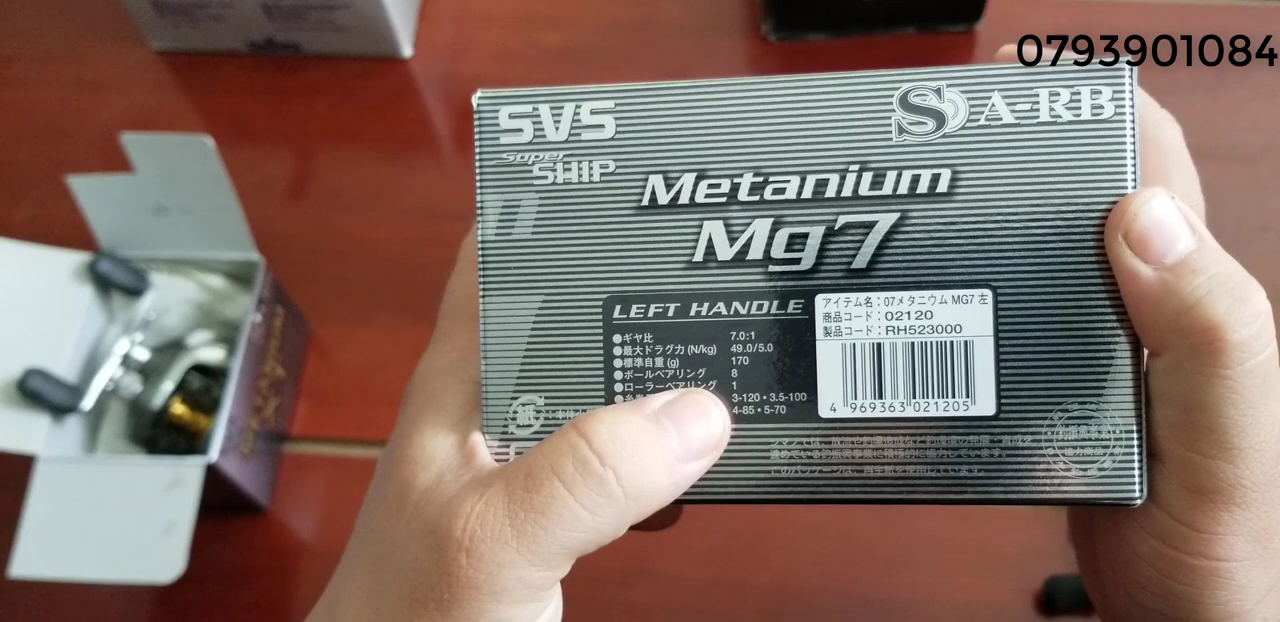 0793901084
SVS
Super
SHIP
S A-RB
Metanium
Mg7
LEFT HANDLE
●ギヤ比 7.0:1
●最大ドラグ力 (N/kg) 49.0/5.0
●標準自重 (g) 170
●ボールベアリング 8
●ローラーベアリング 1
3-120・3.5-100
4-85・5-70
アイテム名：07メタニウム MG7 左
商品コード：02120
製品コード：RH523000
4 969363 021205
紙